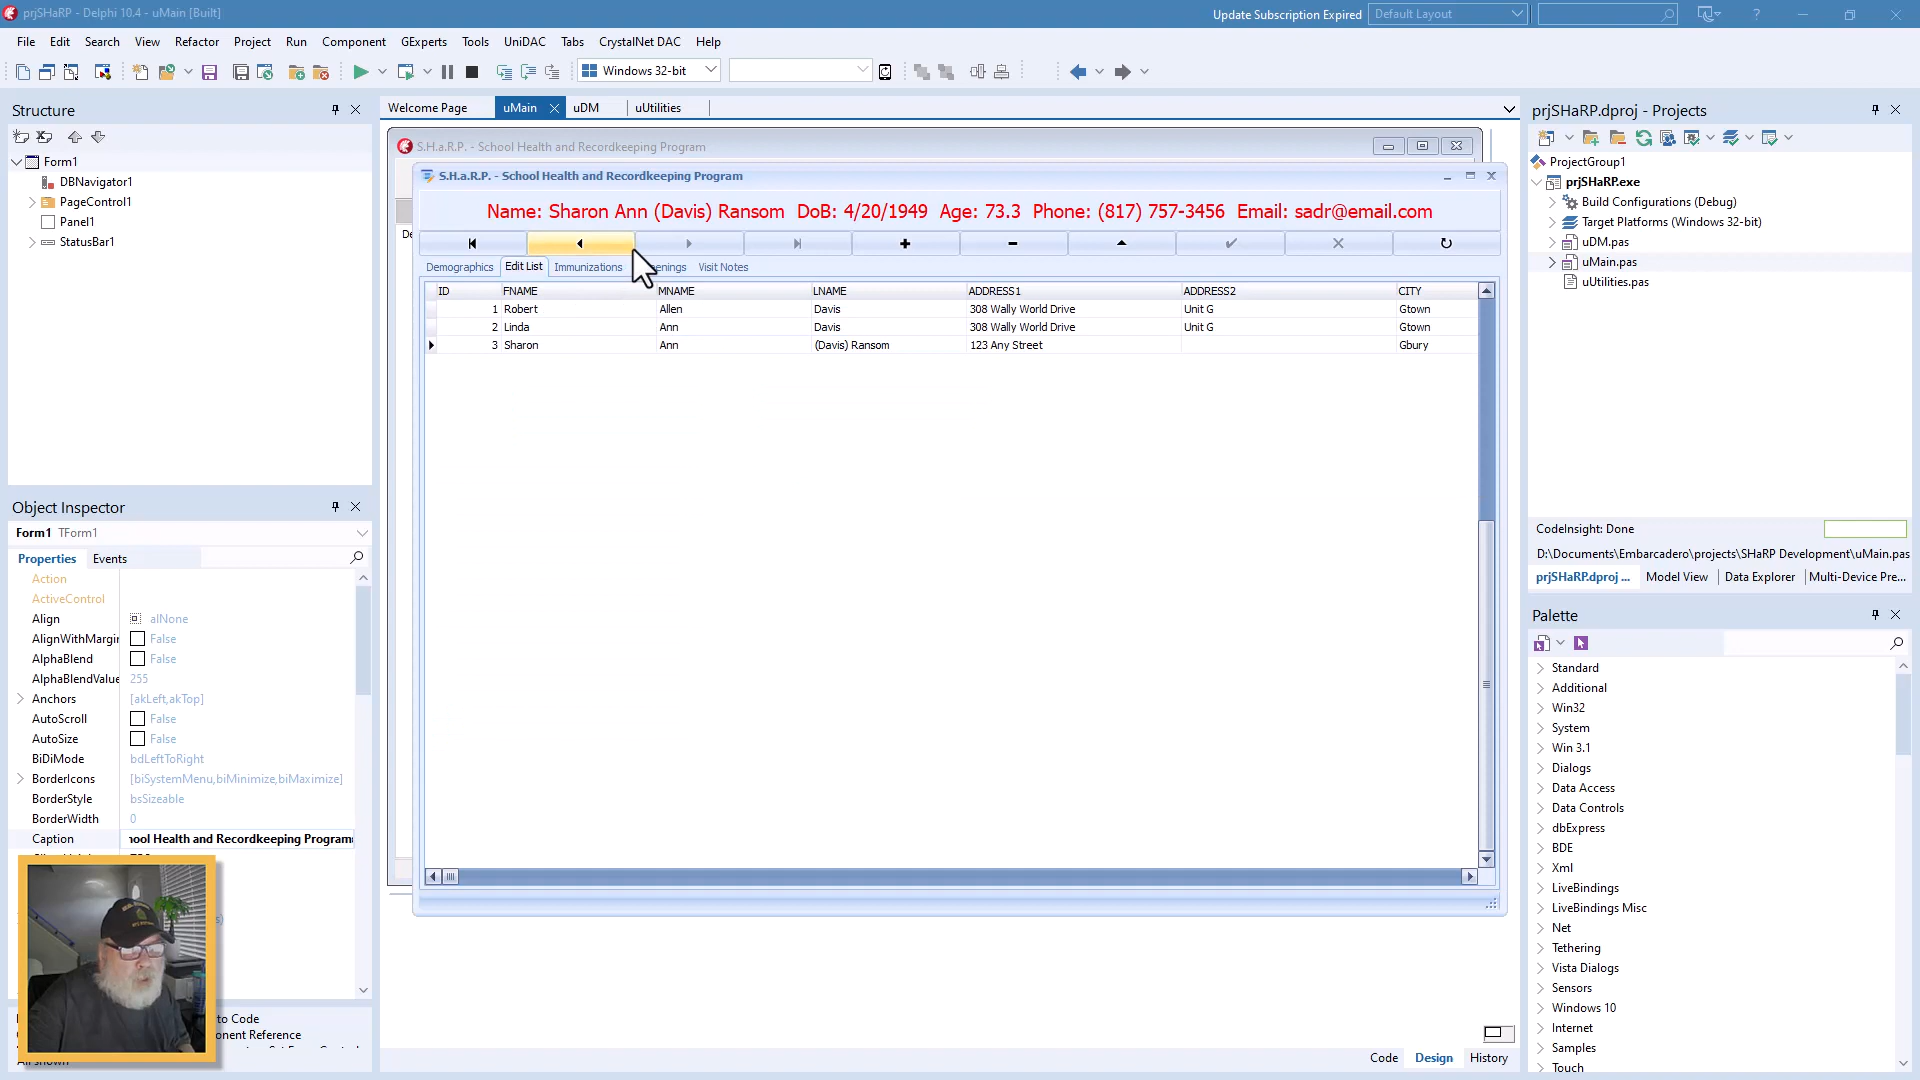 prjSHaRP - Delphi 10.4 - uMain [Built]
Update Subscription Expired
Default Layout
File Edit Search View Refactor Project Run Component GExperts Tools UniDAC Tabs CrystalNet DAC Help
Windows 32-bit
Structure
Form1
DBNavigator1
PageControl1
Panel1
StatusBar1
Object Inspector
Form1 TForm1
Properties Events
Action
ActiveControl
Align alNone
AlignWithMargin False
AlphaBlend False
AlphaBlendValue 255
Anchors [akLeft,akTop]
AutoScroll False
AutoSize False
BiDiMode bdLeftToRight
BorderIcons [biSystemMenu,biMinimize,biMaximize]
BorderStyle bsSizeable
BorderWidth 0
Caption hool Health and Recordkeeping Program
to Code
onent Reference
All shown
Welcome Page uMain uDM uUtilities
S.H.a.R.P. - School Health and Recordkeeping Program
S.H.a.R.P. - School Health and Recordkeeping Program
Name: Sharon Ann (Davis) Ransom DoB: 4/20/1949 Age: 73.3 Phone: (817) 757-3456 Email: sadr@email.com
Demographics Edit List Immunizations enings Visit Notes
ID FNAME MNAME LNAME ADDRESS1 ADDRESS2 CITY
1 Robert Allen Davis 308 Wally World Drive Unit G Gtown
2 Linda Ann Davis 308 Wally World Drive Unit G Gtown
3 Sharon Ann (Davis) Ransom 123 Any Street Gbury
Code Design History
prjSHaRP.dproj - Projects
ProjectGroup1
prjSHaRP.exe
Build Configurations (Debug)
Target Platforms (Windows 32-bit)
uDM.pas
uMain.pas
uUtilities.pas
CodeInsight: Done
D:\Documents\Embarcadero\projects\SHaRP Development\uMain.pas
prjSHaRP.dproj ... Model View Data Explorer Multi-Device Pre...
Palette
Standard
Additional
Win32
System
Win 3.1
Dialogs
Data Access
Data Controls
dbExpress
BDE
Xml
LiveBindings
LiveBindings Misc
Net
Tethering
Vista Dialogs
Sensors
Windows 10
Internet
Samples
Touch